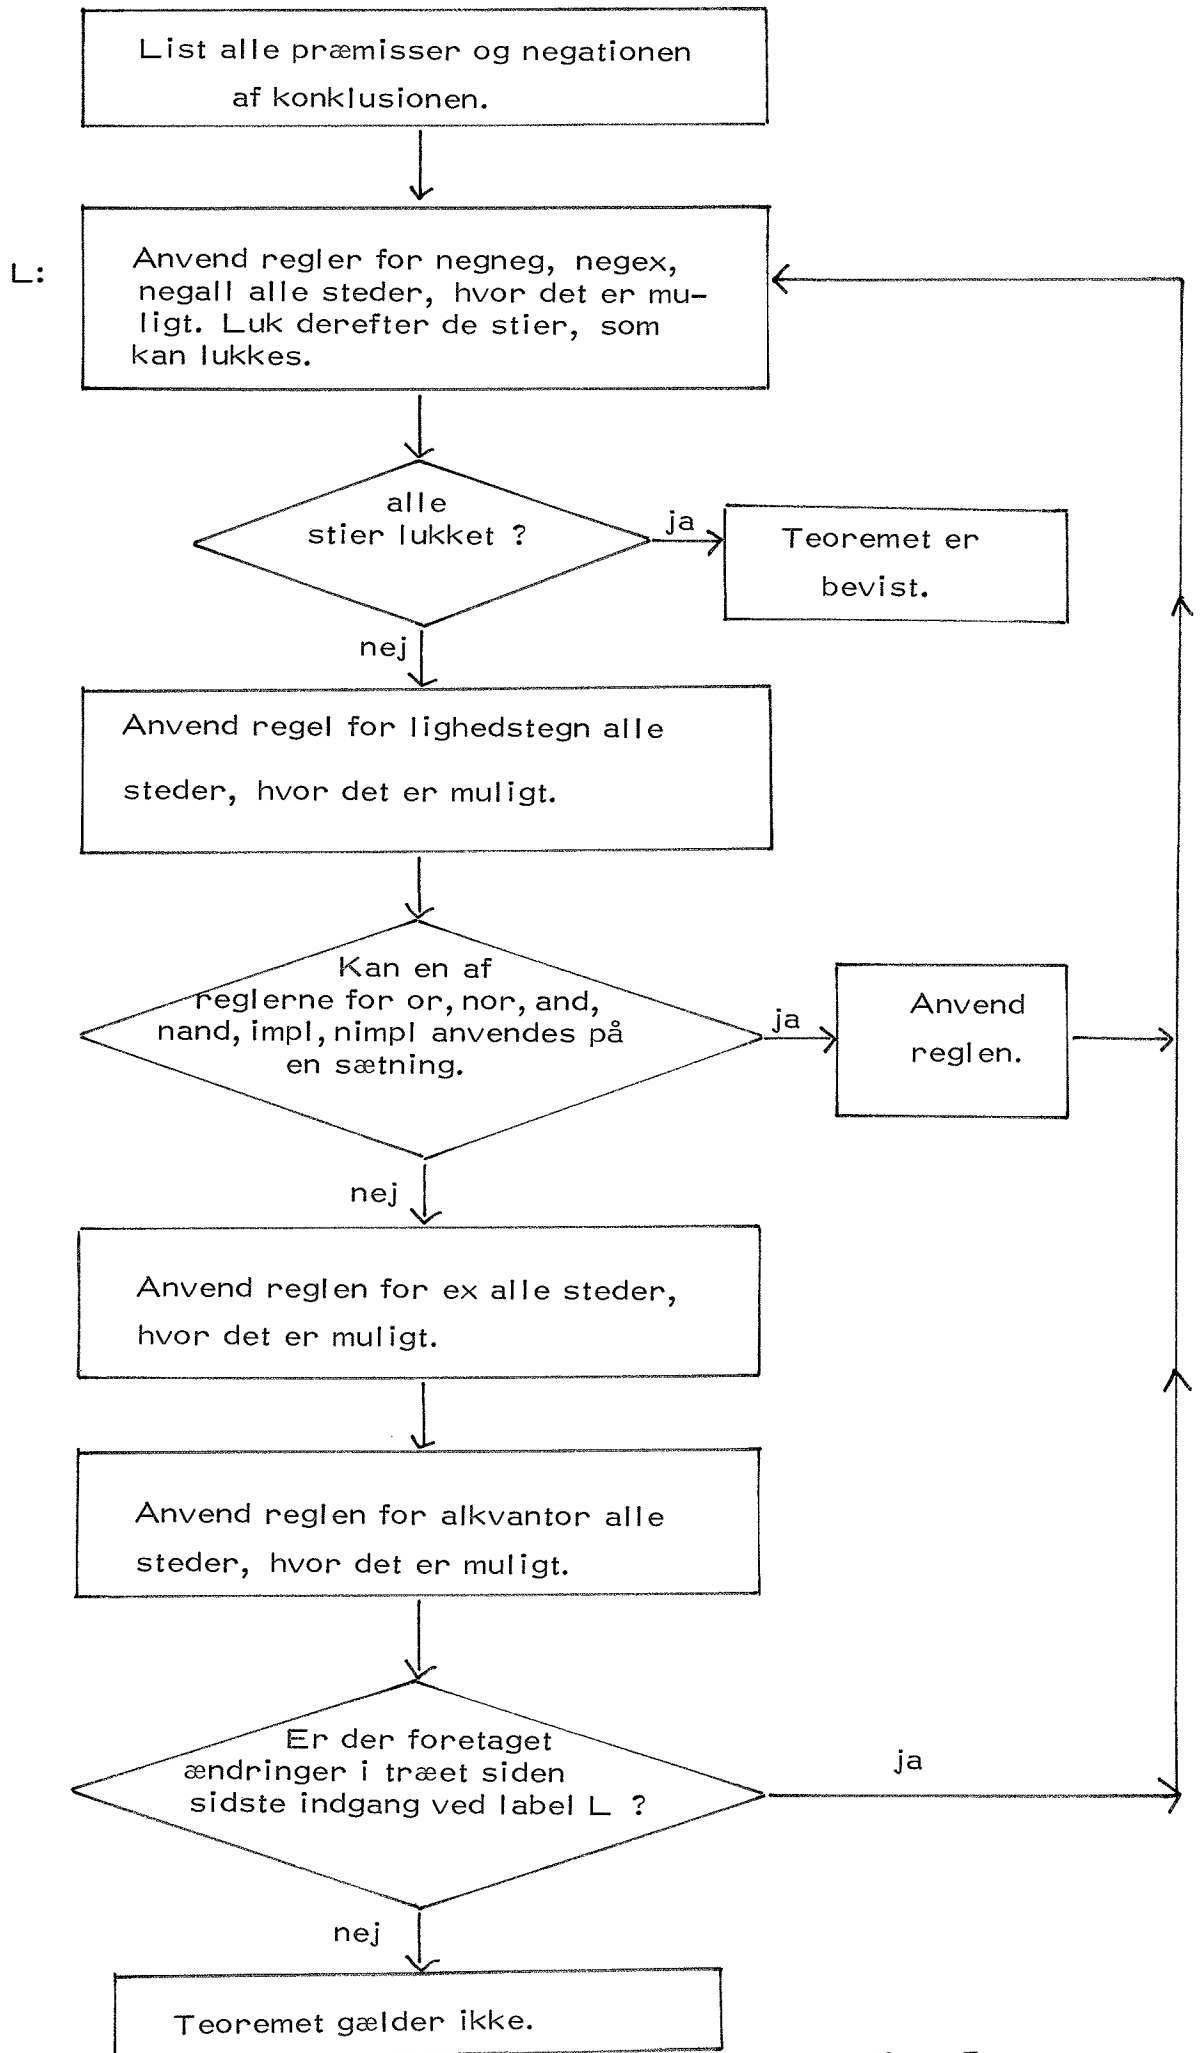 List alle præmisser og negationen
af konklusionen.
L:
Anvend regler for negneg, negex,
negall alle steder, hvor det er mu-
ligt. Luk derefter de stier, som
kan lukkes.
alle
stier lukket ?
ja
Teoremet er
bevist.
nej
Anvend regel for lighedstegn alle
steder, hvor det er muligt.
Kan en af
reglerne for or, nor, and,
nand, impl, nimpl anvendes på
en sætning.
ja
Anvend
reglen.
nej
Anvend reglen for ex alle steder,
hvor det er muligt.
Anvend reglen for alkvantor alle
steder, hvor det er muligt.
Er der foretaget
ændringer i træet siden
sidste indgang ved label L ?
ja
nej
Teoremet gælder ikke.